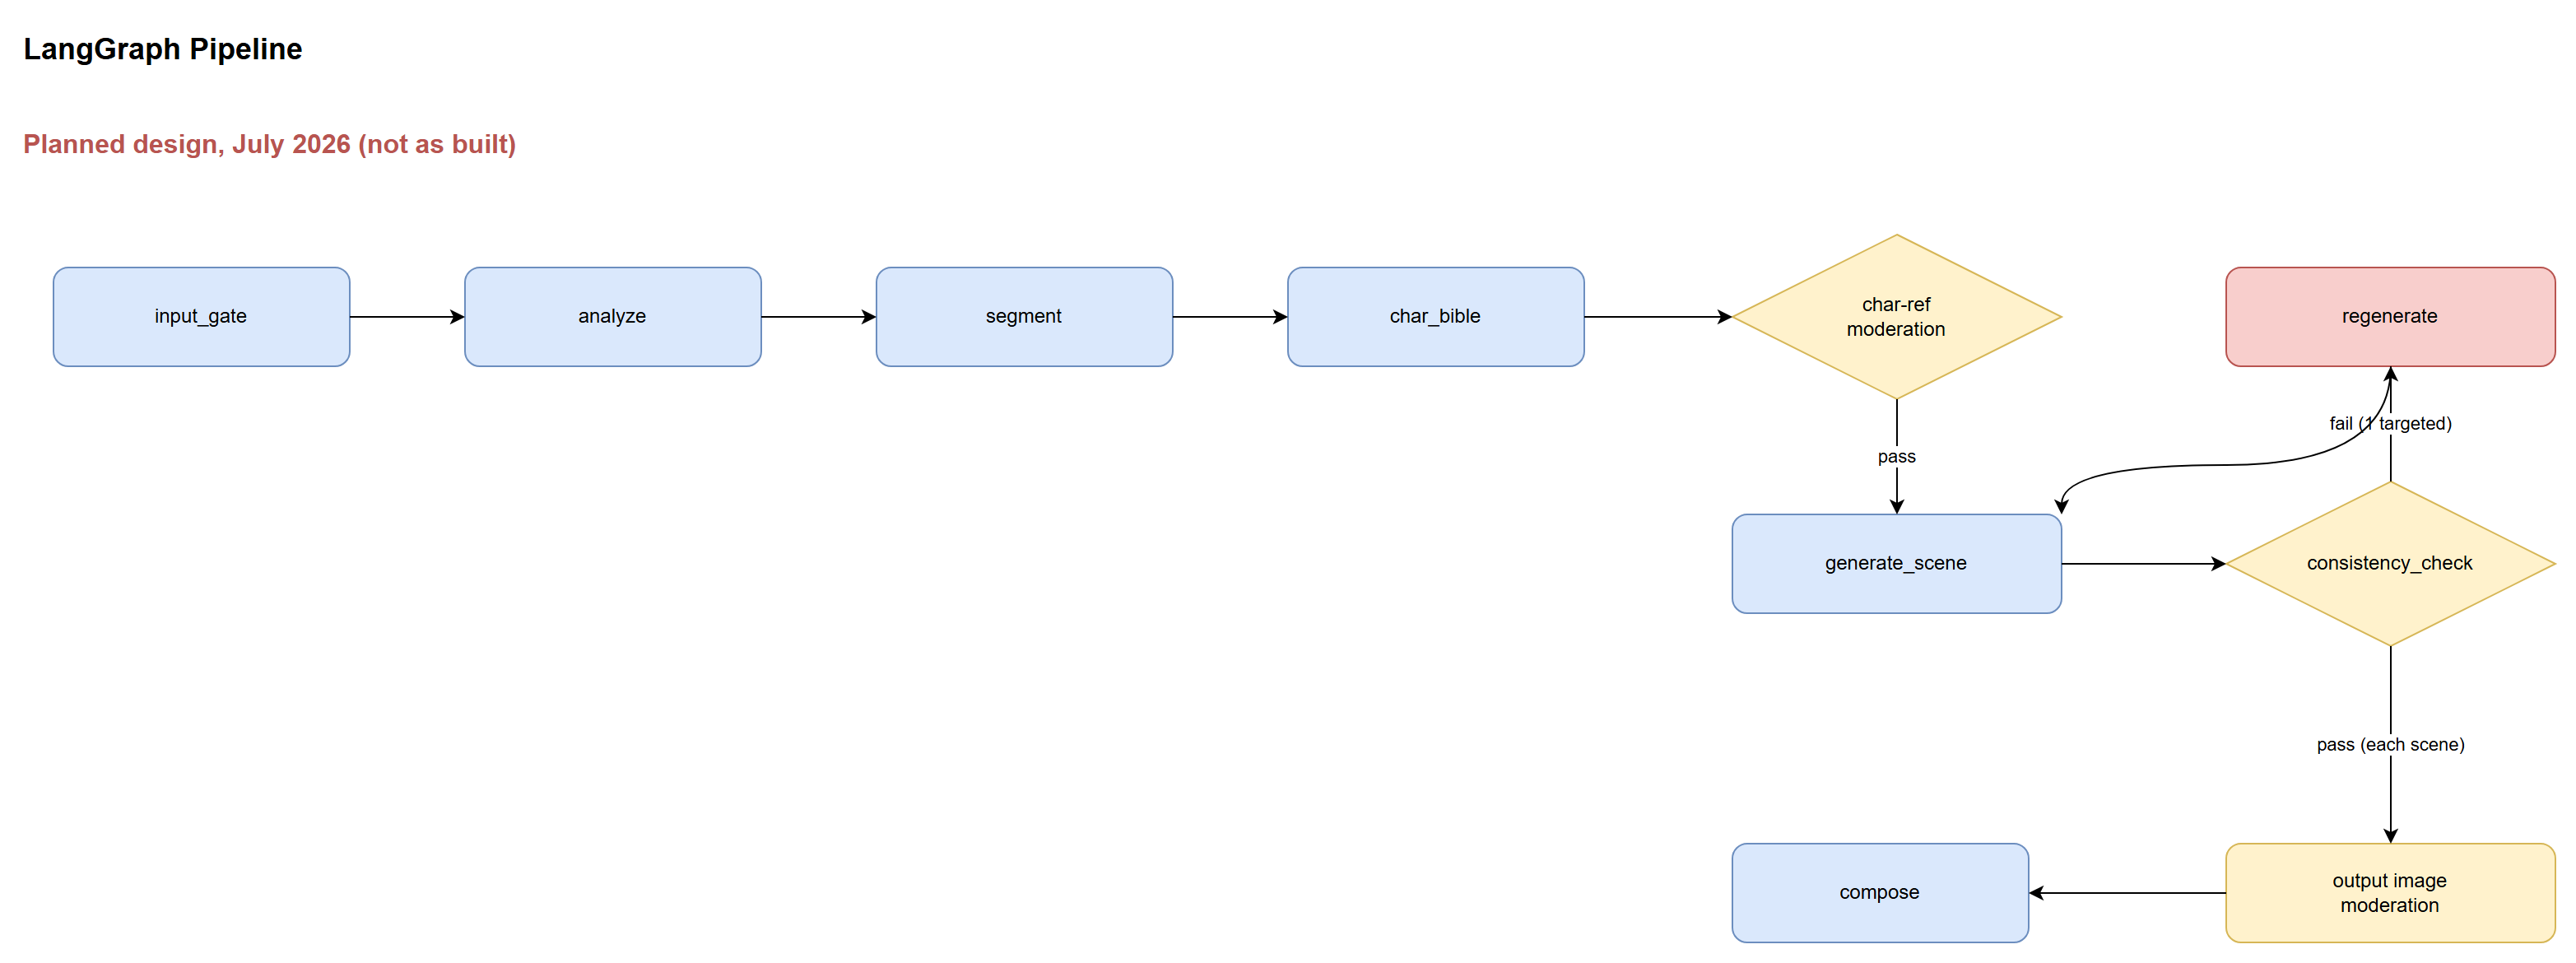 LangGraph Pipeline
Planned design, July 2026 (not as built)
input_gate
analyze
segment
char_bible
char-ref
moderation
regenerate
fail (1 targeted)
pass
generate_scene
consistency_check
pass (each scene)
compose
output image
moderation